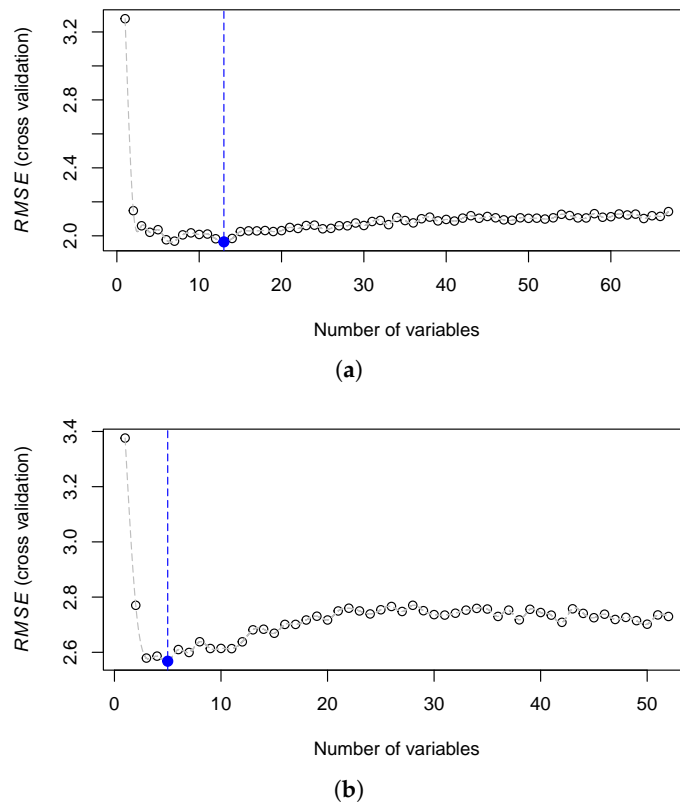 3.2
2.8
2.4
2.0
RMSE (cross validation)
0 10 20 30 40 50 60
Number of variables
(a)
3.4
3.2
3.0
2.8
2.6
RMSE (cross validation)
0 10 20 30 40 50
Number of variables
(b)